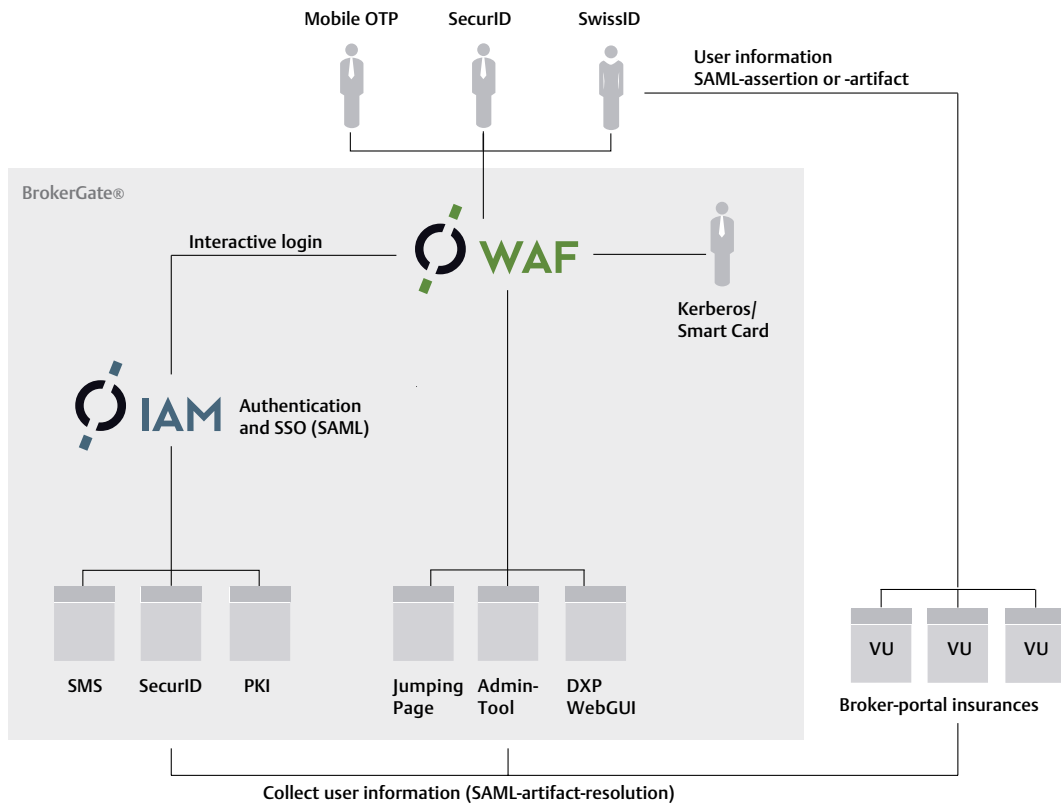 Mobile OTP
SecurID
SwissID
User information
SAML-assertion or -artifact
BrokerGate®
Interactive login
WAF
Kerberos/
Smart Card
IAM
Authentication
and SSO (SAML)
SMS
SecurID
PKI
Jumping
Page
Admin-
Tool
DXP
WebGUI
VU
VU
VU
Broker-portal insurances
Collect user information (SAML-artifact-resolution)